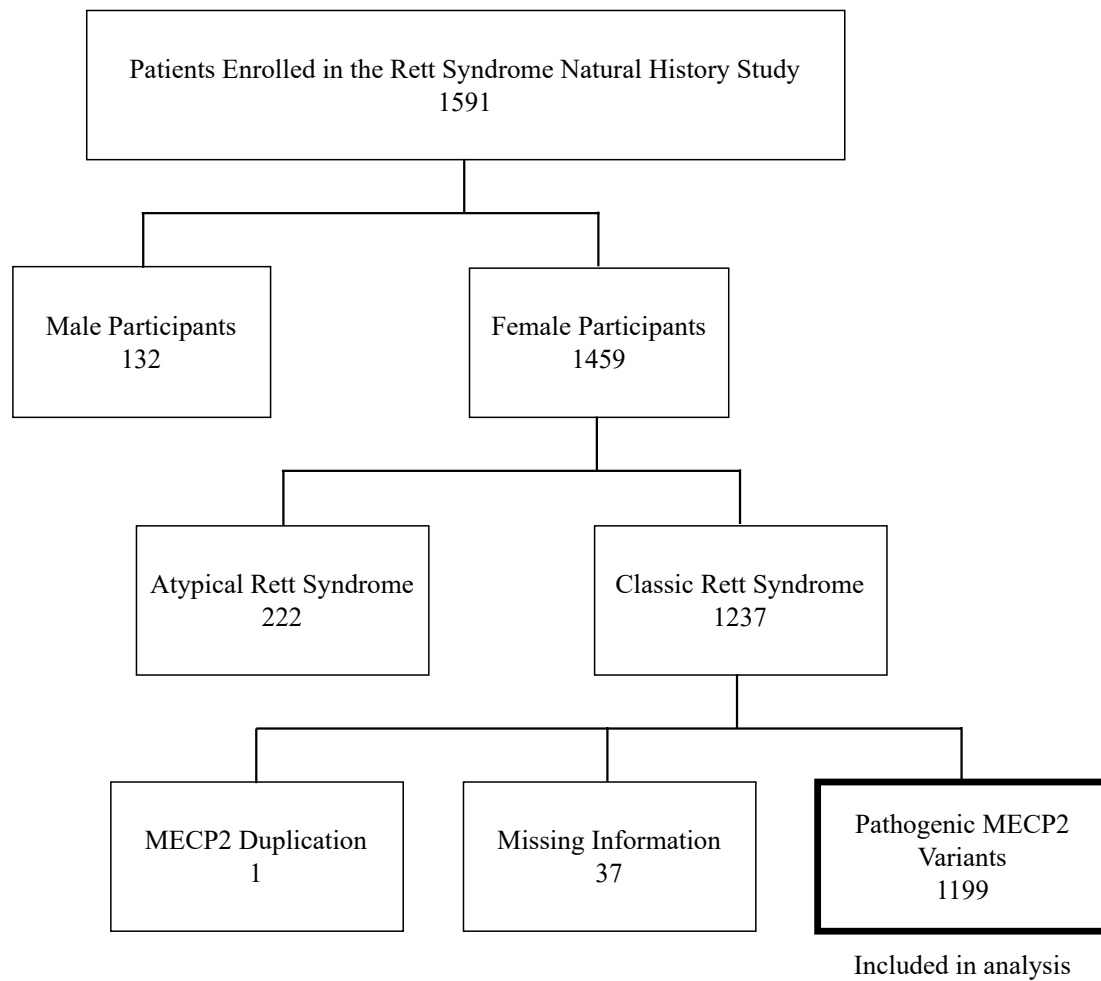 Patients Enrolled in the Rett Syndrome Natural History Study
1591
Male Participants
132
Female Participants
1459
Atypical Rett Syndrome
222
Classic Rett Syndrome
1237
MECP2 Duplication
1
Missing Information
37
Pathogenic MECP2
Variants
1199
Included in analysis